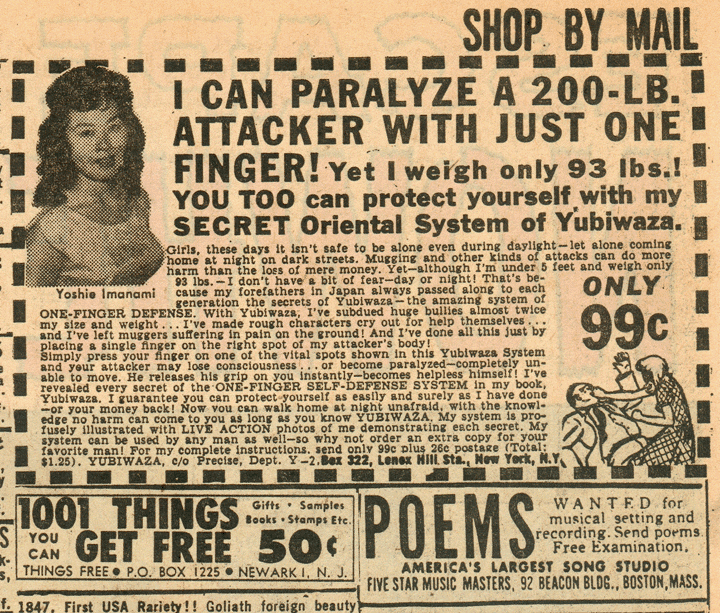 SHOP BY MAIL
I CAN PARALYZE A 200-LB.
ATTACKER WITH JUST ONE
FINGER! Yet I weigh only 93 lbs.!
YOU TOO can protect yourself with my
SECRET Oriental System of Yubiwaza.
Yoshie Imanami
Girls, these days it isn't safe to be alone even during daylight—let alone coming
home at night on dark streets. Mugging and other kinds of attacks can do more
harm than the loss of mere money. Yet—although I'm under 5 feet and weigh only
93 lbs.—I don't have a bit of fear—day or night! That's be-
cause my forefathers in Japan always passed along to each
generation the secrets of Yubiwaza—the amazing system of
ONE-FINGER DEFENSE. With Yubiwaza, I've subdued huge bullies almost twice
my size and weight . . . I've made rough characters cry out for help themselves . . .
and I've left muggers suffering in pain on the ground! And I've done all this just by
placing a single finger on the right spot of my attacker's body!
Simply press your finger on one of the vital spots shown in this Yubiwaza System
and your attacker may lose consciousness . . . or become paralyzed—completely un-
able to move. He releases his grip on you instantly—becomes helpless himself! I've
revealed every secret of the ONE-FINGER SELF-DEFENSE SYSTEM in my book,
Yubiwaza. I guarantee you can protect yourself as easily and surely as I have done
—or your money back! Now you can walk home at night unafraid, with the knowl-
edge no harm can come to you as long as you know YUBIWAZA. My system is pro-
fusely illustrated with LIVE ACTION photos of me demonstrating each secret. My
system can be used by any man as well—so why not order an extra copy for your
favorite man! For my complete instructions, send only 99c plus 26c postage (Total:
$1.25). YUBIWAZA, c/o Precise, Dept. Y-2, Box 322, Lenox Hill Sta., New York, N.Y.
ONLY
99c
1001 THINGS
Gifts • Samples
Books • Stamps Etc.
YOU
CAN
GET FREE 50¢
THINGS FREE • P.O. BOX 1225 • NEWARK I, N. J.
POEMS
WANTED for
musical setting and
recording. Send poems.
Free Examination.
AMERICA'S LARGEST SONG STUDIO
FIVE STAR MUSIC MASTERS, 92 BEACON BLDG., BOSTON, MASS.
f. 1847, First USA Rariety!! Goliath foreign beauty